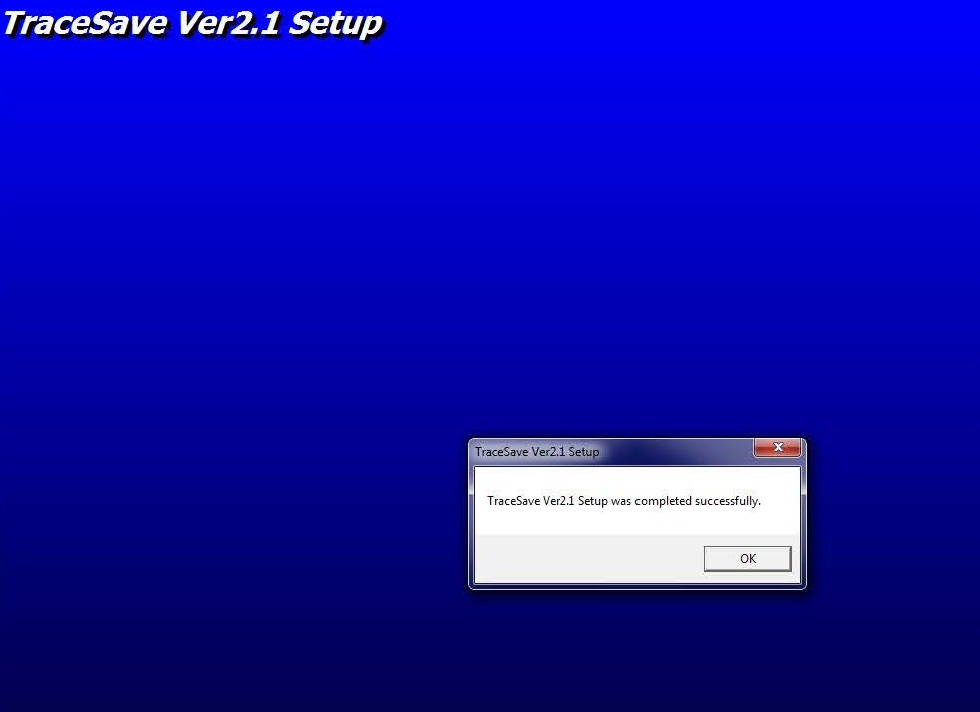 TraceSave Ver2.1 Setup
TraceSave Ver2.1 Setup
TraceSave Ver2.1 Setup was completed successfully.
OK